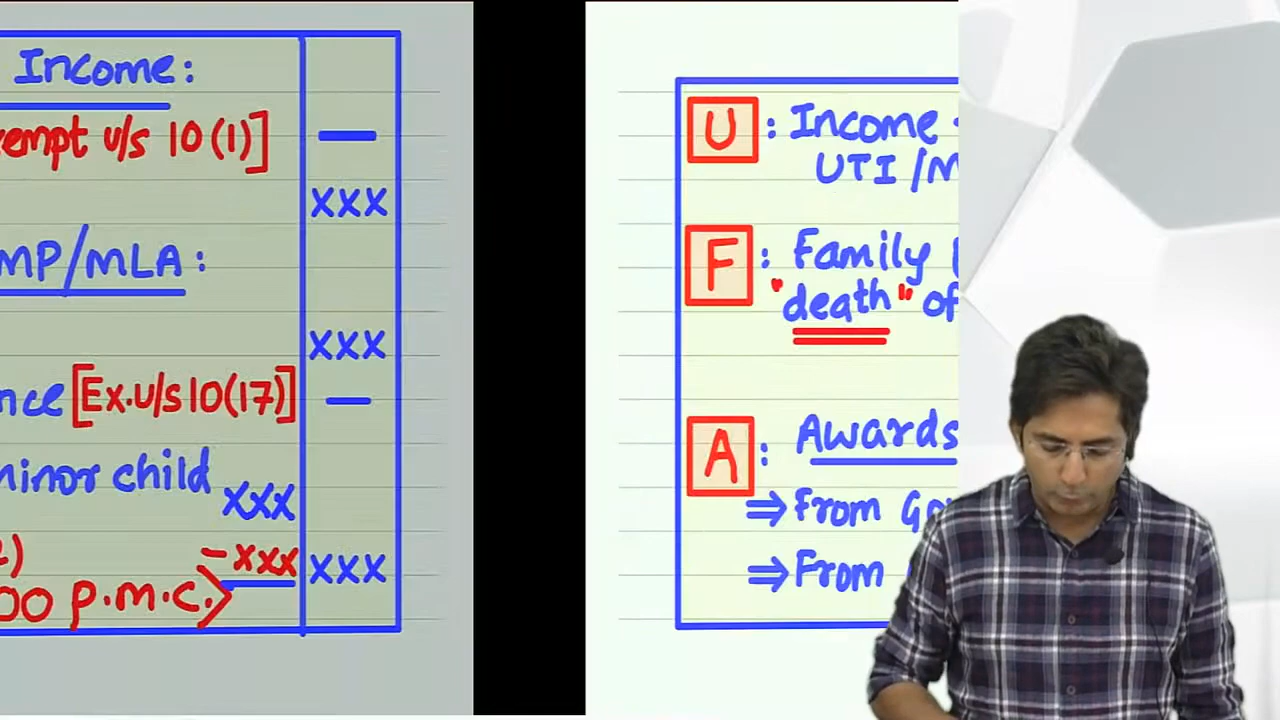 Income:
exempt u/s 10(1)] —
XXX
MP/MLA:
XXX
[Ex.u/s 10(17)] —
minor child
XXX
-XXX XXX
00 p.m.c.>
U : Income
UTI /M
F : Family
"death" of
A : Awards
⇒ From
⇒ From